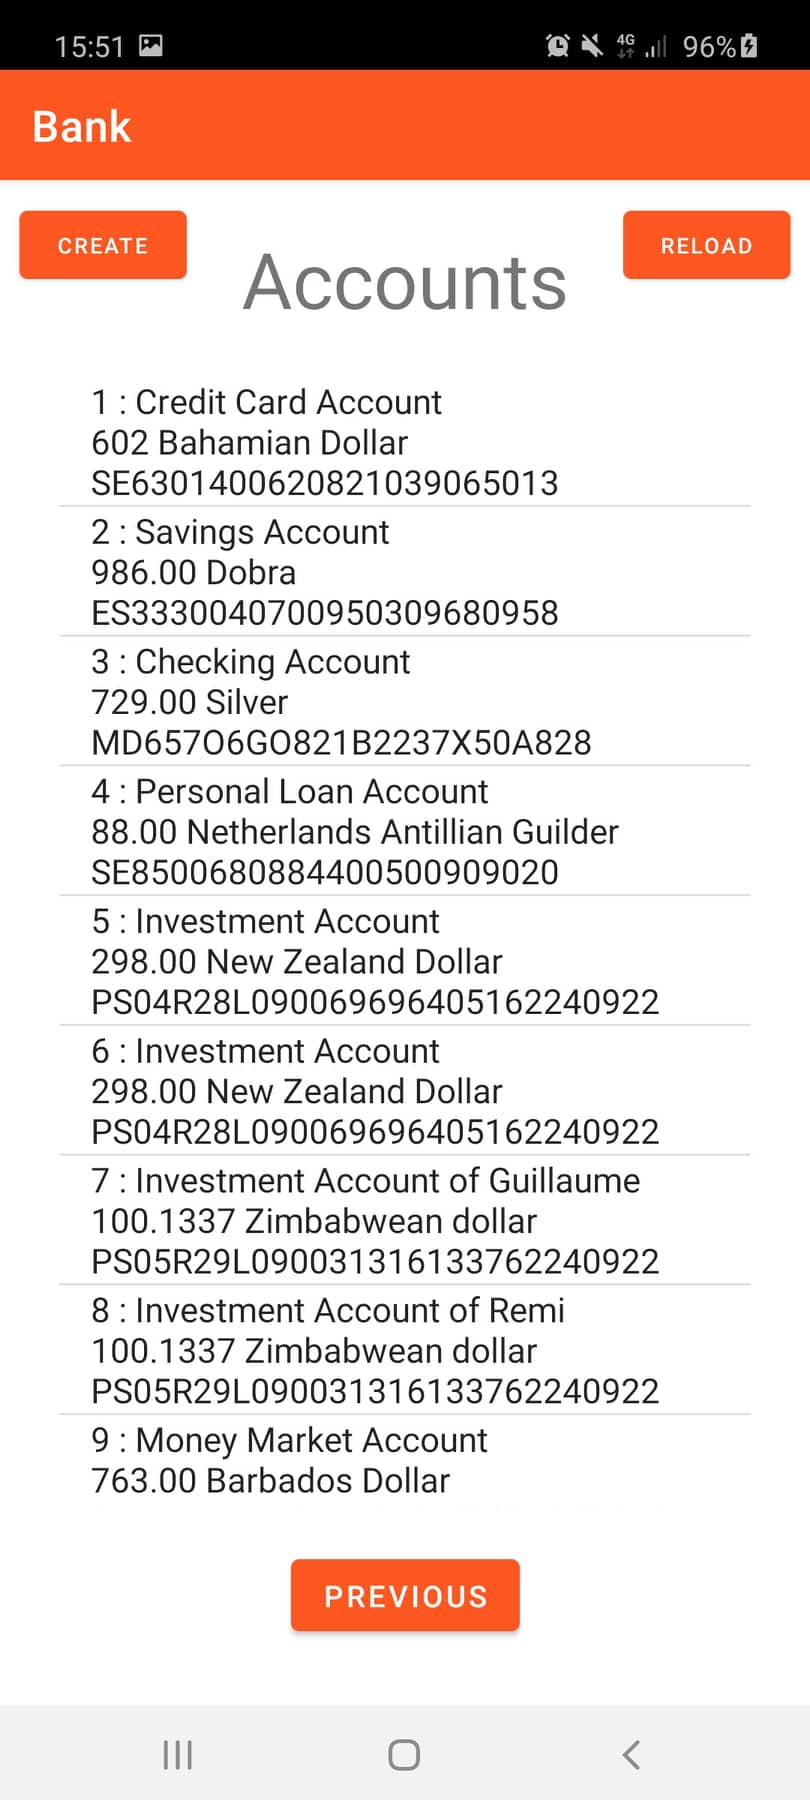 15:51
4G
96%
Bank
CREATE
RELOAD
Accounts
1 : Credit Card Account
602 Bahamian Dollar
SE6301400620821039065013
2 : Savings Account
986.00 Dobra
ES3330040700950309680958
3 : Checking Account
729.00 Silver
MD657O6GO821B2237X50A828
4 : Personal Loan Account
88.00 Netherlands Antillian Guilder
SE8500680884400500909020
5 : Investment Account
298.00 New Zealand Dollar
PS04R28L090069696405162240922
6 : Investment Account
298.00 New Zealand Dollar
PS04R28L090069696405162240922
7 : Investment Account of Guillaume
100.1337 Zimbabwean dollar
PS05R29L090031316133762240922
8 : Investment Account of Remi
100.1337 Zimbabwean dollar
PS05R29L090031316133762240922
9 : Money Market Account
763.00 Barbados Dollar
PREVIOUS